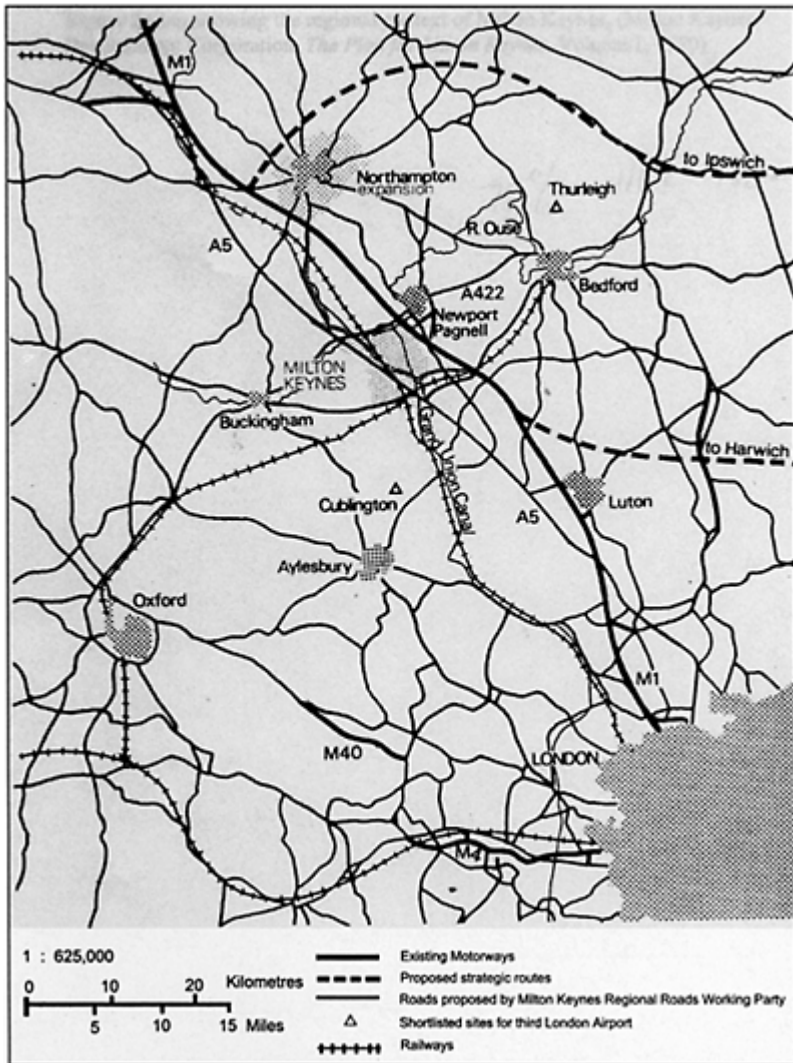 M1
to Ipswich
Northampton
expansion
Thurleigh
R. Ouse
A5
A422
Bedford
Newport
Pagnell
MILTON
KEYNES
Buckingham
Grand Union Canal
to Harwich
Cublington
A5
Luton
Aylesbury
Oxford
M1
M40
LONDON
M4
1 : 625,000
0 10 20 Kilometres
5 10 15 Miles
Existing Motorways
Proposed strategic routes
Roads proposed by Milton Keynes Regional Roads Working Party
Shortlisted sites for third London Airport
Railways